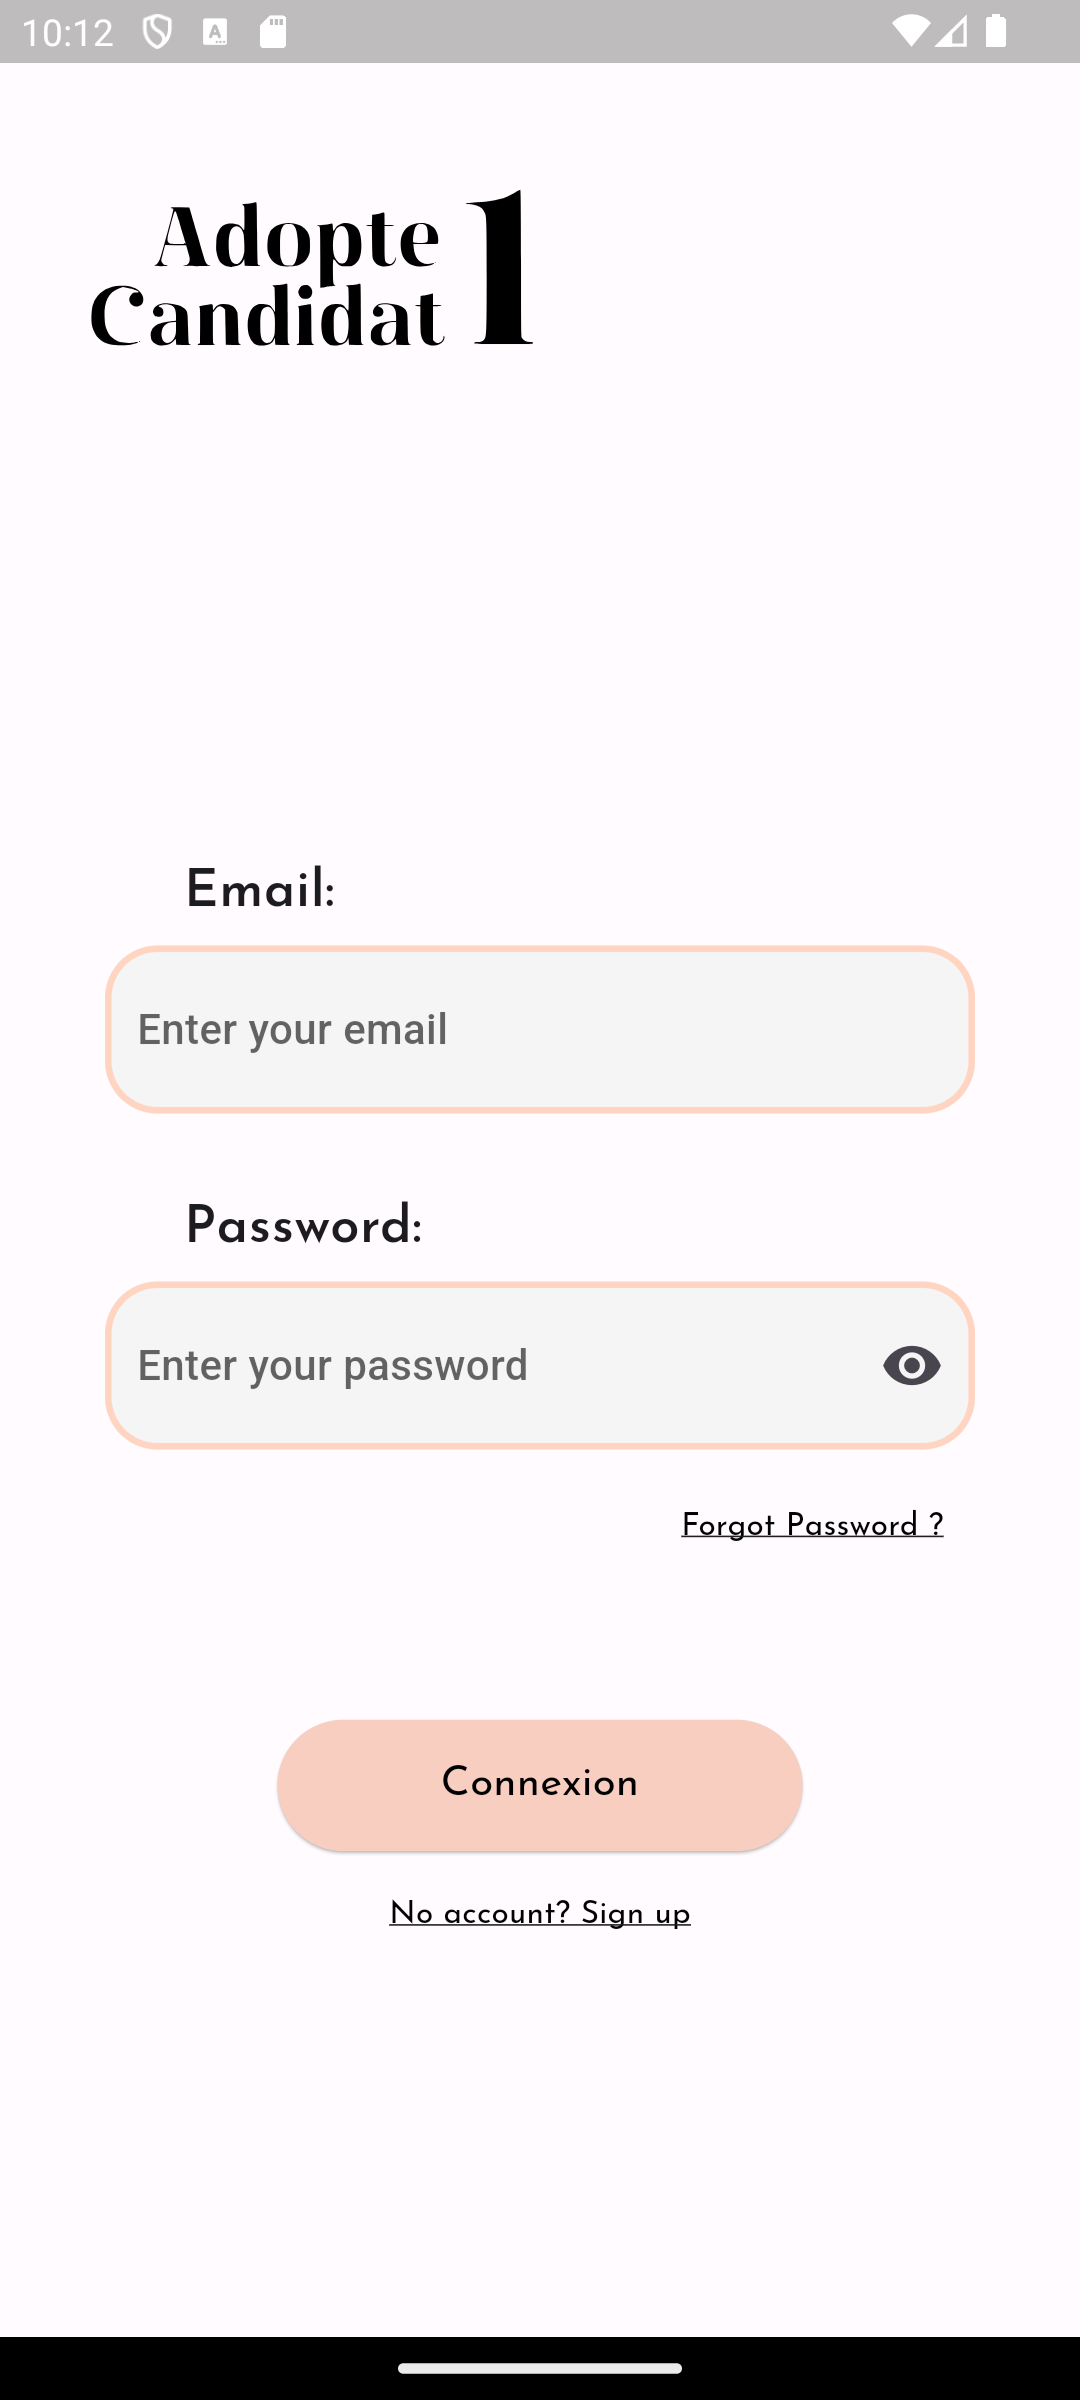 10:12
Adopte 1
Candidat
Email:
Enter your email
Password:
Enter your password
Forgot Password ?
Connexion
No account? Sign up